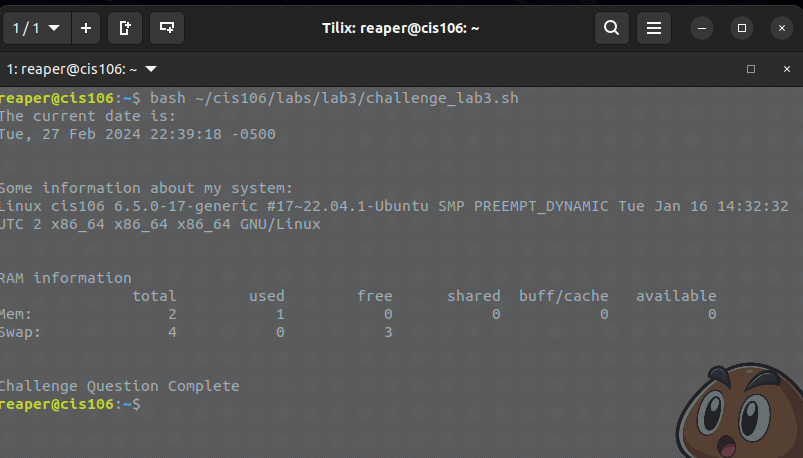 1 / 1
Tilix: reaper@cis106: ~
1: reaper@cis106: ~
reaper@cis106:~$ bash ~/cis106/labs/lab3/challenge_lab3.sh
The current date is:
Tue, 27 Feb 2024 22:39:18 -0500
Some information about my system:
Linux cis106 6.5.0-17-generic #17~22.04.1-Ubuntu SMP PREEMPT_DYNAMIC Tue Jan 16 14:32:32
UTC 2 x86_64 x86_64 x86_64 GNU/Linux
RAM information
total used free shared buff/cache available
Mem: 2 1 0 0 0 0
Swap: 4 0 3
Challenge Question Complete
reaper@cis106:~$